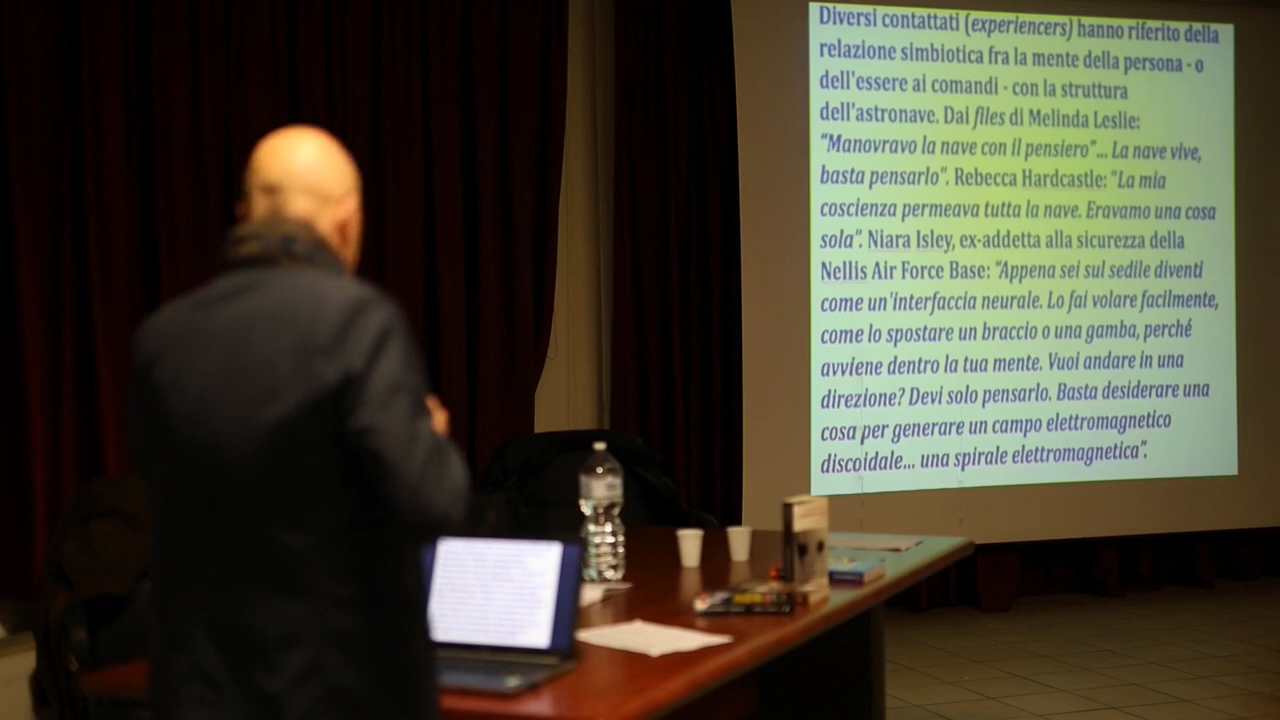 Diversi contattati (experiencers) hanno riferito della
relazione simbiotica fra la mente della persona - o
dell'essere ai comandi - con la struttura
dell'astronave. Dai files di Melinda Leslie:
"Manovravo la nave con il pensiero"... La nave vive,
basta pensarlo". Rebecca Hardcastle: "La mia
coscienza permeava tutta la nave. Eravamo una cosa
sola". Niara Isley, ex-addetta alla sicurezza della
Nellis Air Force Base: "Appena sei sul sedile diventi
come un'interfaccia neurale. Lo fai volare facilmente,
come lo spostare un braccio o una gamba, perché
avviene dentro la tua mente. Vuoi andare in una
direzione? Devi solo pensarlo. Basta desiderare una
cosa per generare un campo elettromagnetico
discoidale... una spirale elettromagnetica".